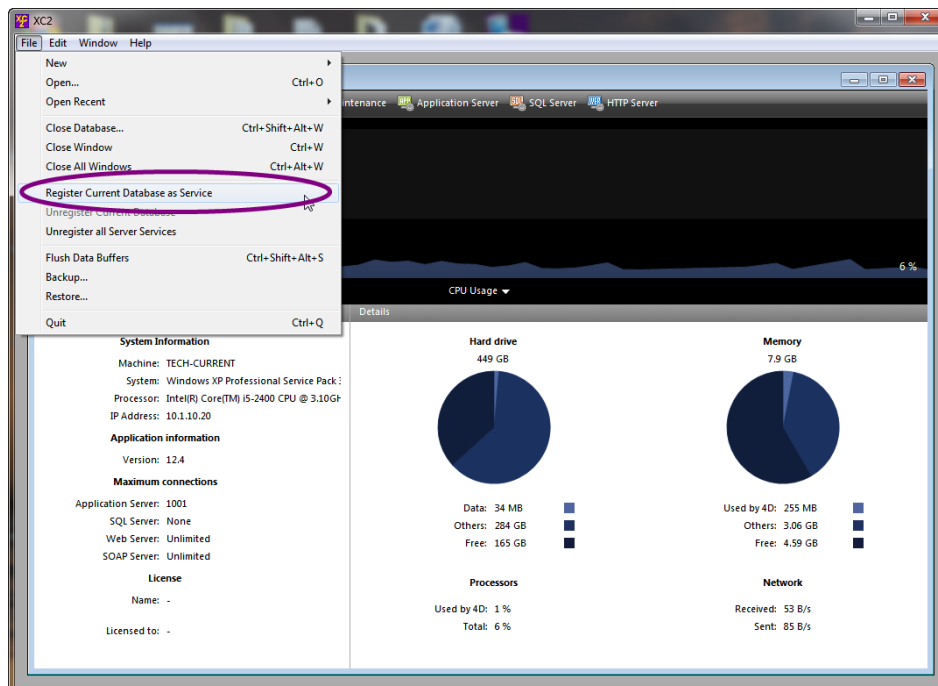 XC2
File Edit Window Help
New
Open... Ctrl+O
Open Recent
Close Database... Ctrl+Shift+Alt+W
Close Window Ctrl+W
Close All Windows Ctrl+Alt+W
Register Current Database as Service
Unregister Current Database
Unregister all Server Services
Flush Data Buffers Ctrl+Shift+Alt+S
Backup...
Restore...
Quit Ctrl+Q
Application Server SQL Server HTTP Server
6 %
CPU Usage
Details
System Information
Machine: TECH-CURRENT
System: Windows XP Professional Service Pack
Processor: Intel(R) Core(TM) i5-2400 CPU @ 3.10GH
IP Address: 10.1.10.20
Application information
Version: 12.4
Maximum connections
Application Server: 1001
SQL Server: None
Web Server: Unlimited
SOAP Server: Unlimited
License
Name: -
Licensed to: -
Hard drive
449 GB
Data: 34 MB
Others: 284 GB
Free: 165 GB
Processors
Used by 4D: 1 %
Total: 6 %
Memory
7.9 GB
Used by 4D: 255 MB
Others: 3.06 GB
Free: 4.59 GB
Network
Received: 53 B/s
Sent: 85 B/s